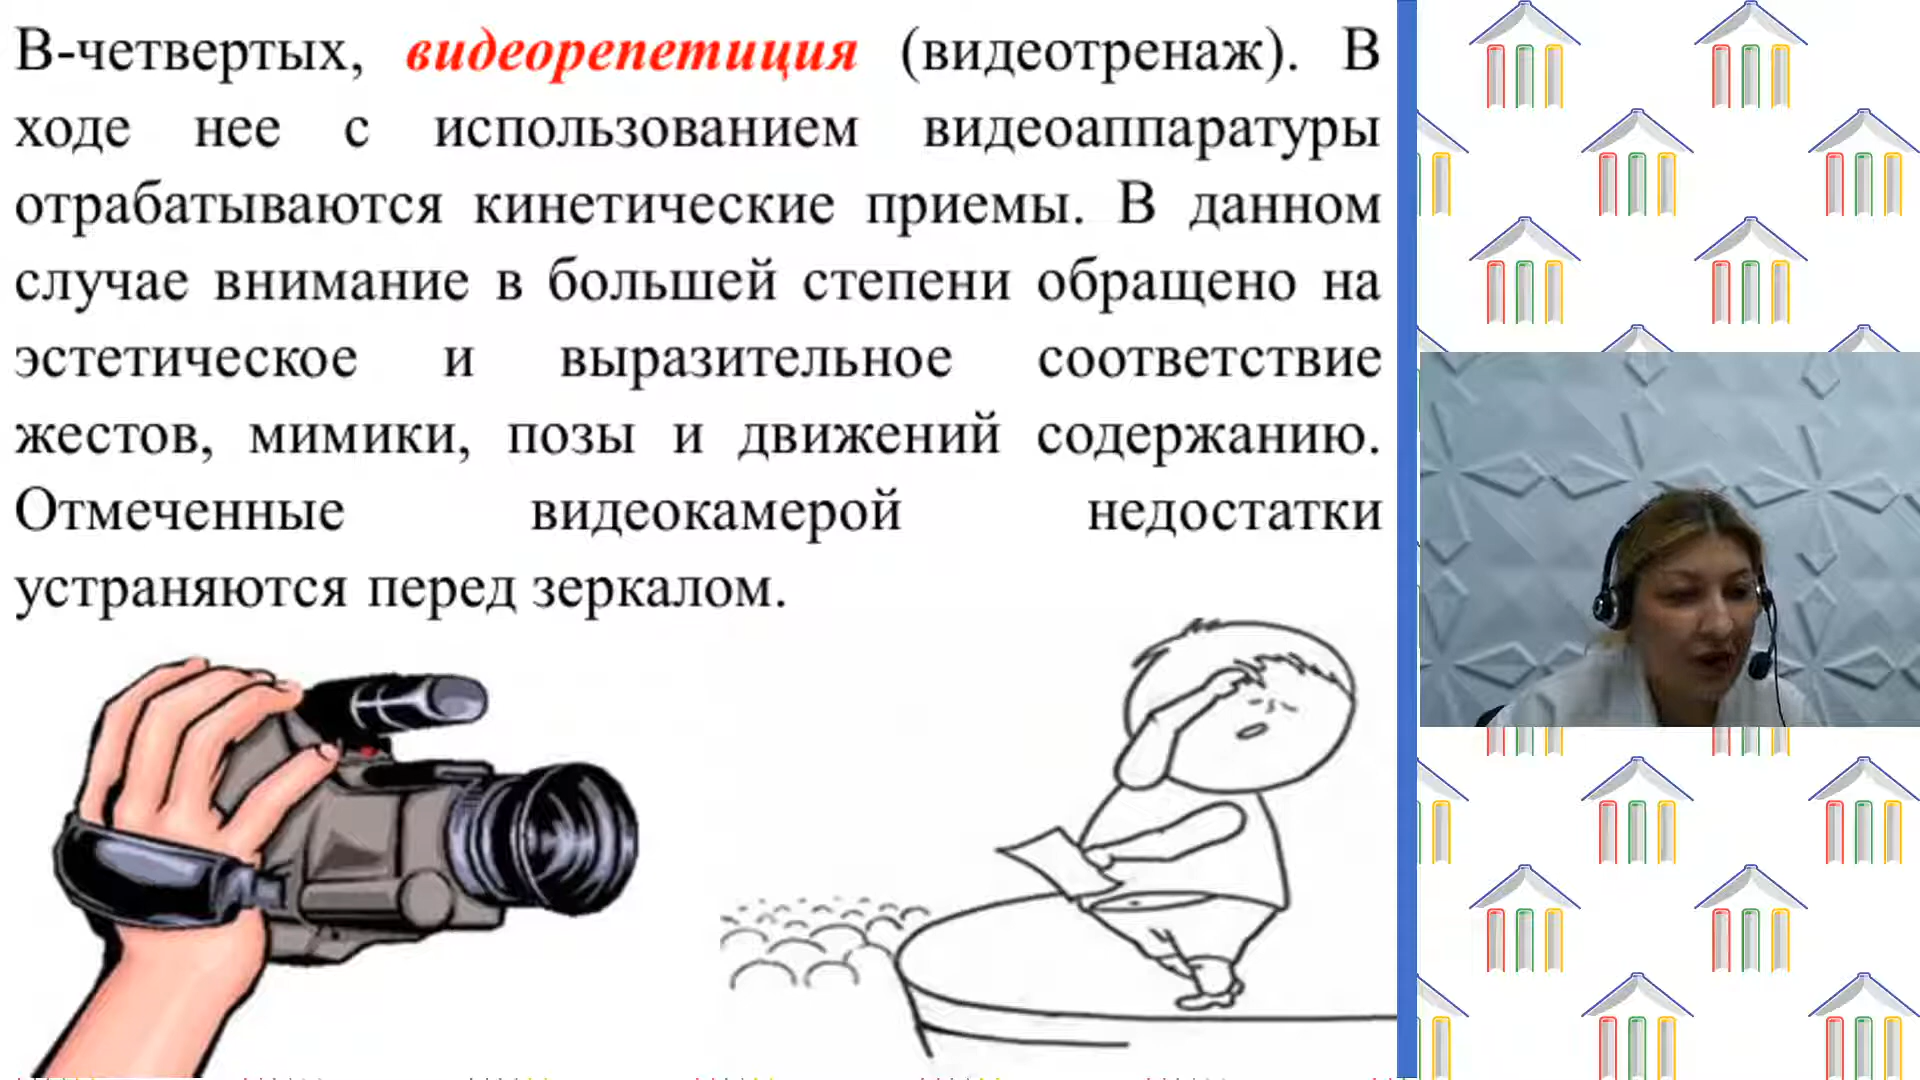 В-четвертых, видеорепетиция (видеотренаж). В
ходе нее с использованием видеоаппаратуры
отрабатываются кинетические приемы. В данном
случае внимание в большей степени обращено на
эстетическое и выразительное соответствие
жестов, мимики, позы и движений содержанию.
Отмеченные видеокамерой недостатки
устраняются перед зеркалом.